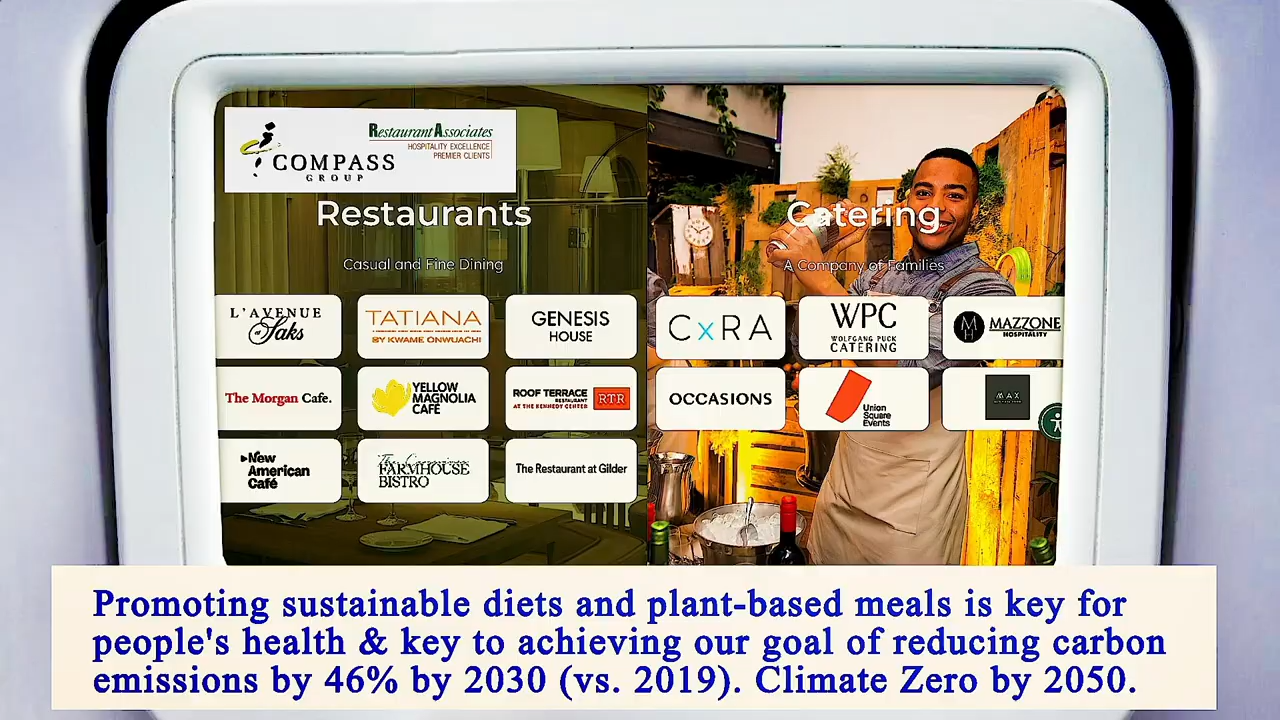 COMPASS
GROUP
Restaurant Associates
HOSPITALITY EXCELLENCE
PREMIER CLIENTS
Restaurants
Casual and Fine Dining
L'AVENUE
Saks
TATIANA
BY KWAME ONWUACHI
GENESIS
HOUSE
The Morgan Cafe.
YELLOW
MAGNOLIA
CAFÉ
ROOF TERRACE
RESTAURANT
AT THE KENNEDY CENTER
RTR
New
American
Café
FARMHOUSE
BISTRO
The Restaurant at Gilder
Catering
A Company of Families
CxRA
WPC
WOLFGANG PUCK
CATERING
MH
MAZZONE
HOSPITALITY
OCCASIONS
Union
Square
Events
MAX
Promoting sustainable diets and plant-based meals is key for
people's health & key to achieving our goal of reducing carbon
emissions by 46% by 2030 (vs. 2019). Climate Zero by 2050.